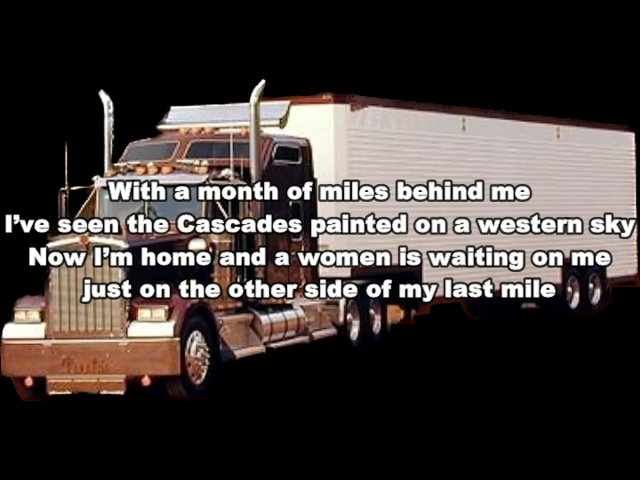 With a month of miles behind me
I've seen the Cascades painted on a western sky
Now I'm home and a women is waiting on me
just on the other side of my last mile